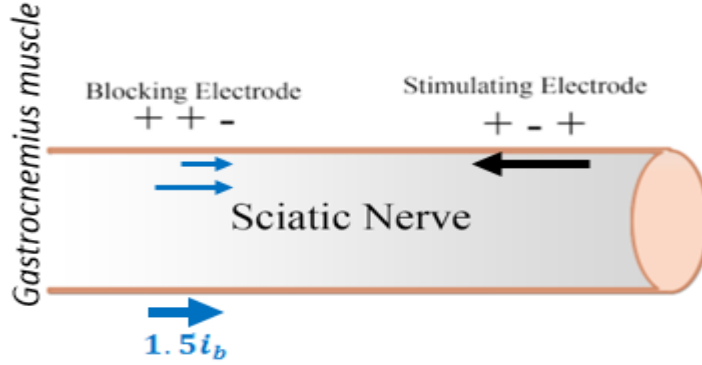 Gastrocnemius muscle
Blocking Electrode
+ + -
Stimulating Electrode
+ - +
Sciatic Nerve
1.5i_b